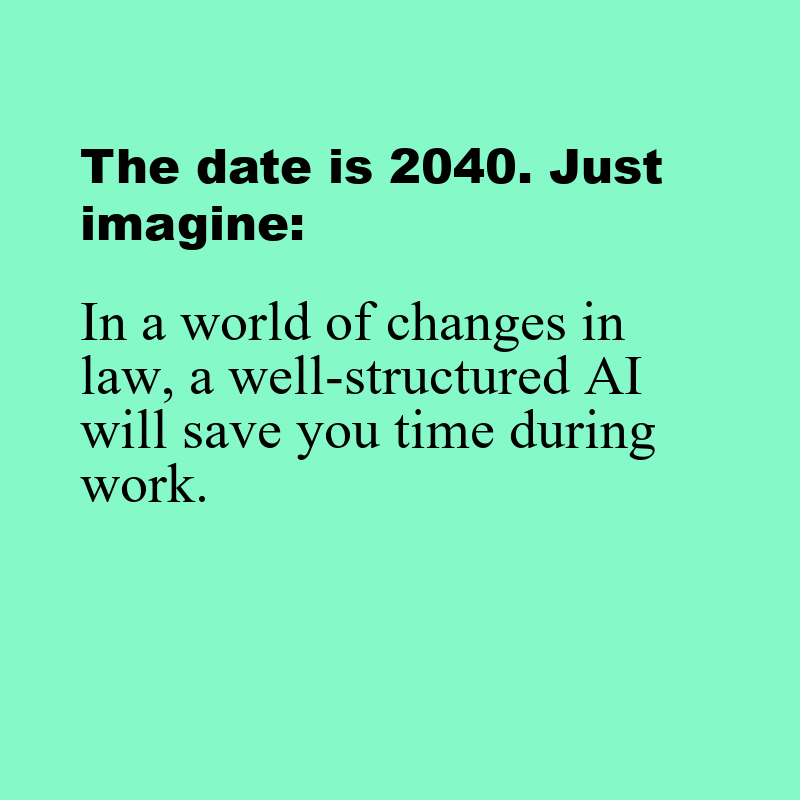 The date is 2040. Just
imagine:
In a world of changes in
law, a well-structured AI
will save you time during
work.